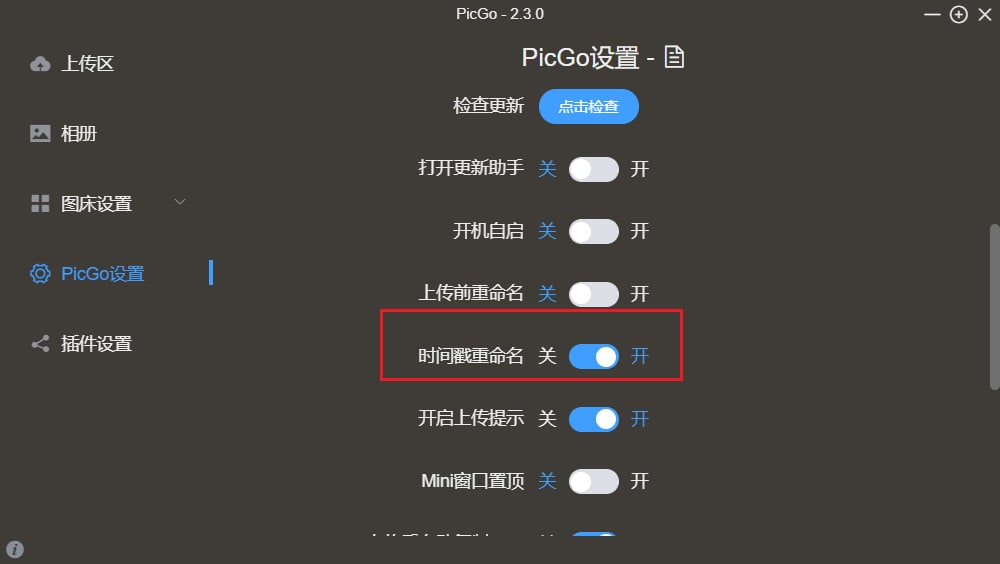 PicGo - 2.3.0
上传区
相册
图床设置
PicGo设置
插件设置
PicGo设置 -
检查更新 点击检查
打开更新助手 关 开
开机自启 关 开
上传前重命名 关 开
时间戳重命名 关 开
开启上传提示 关 开
Mini窗口置顶 关 开